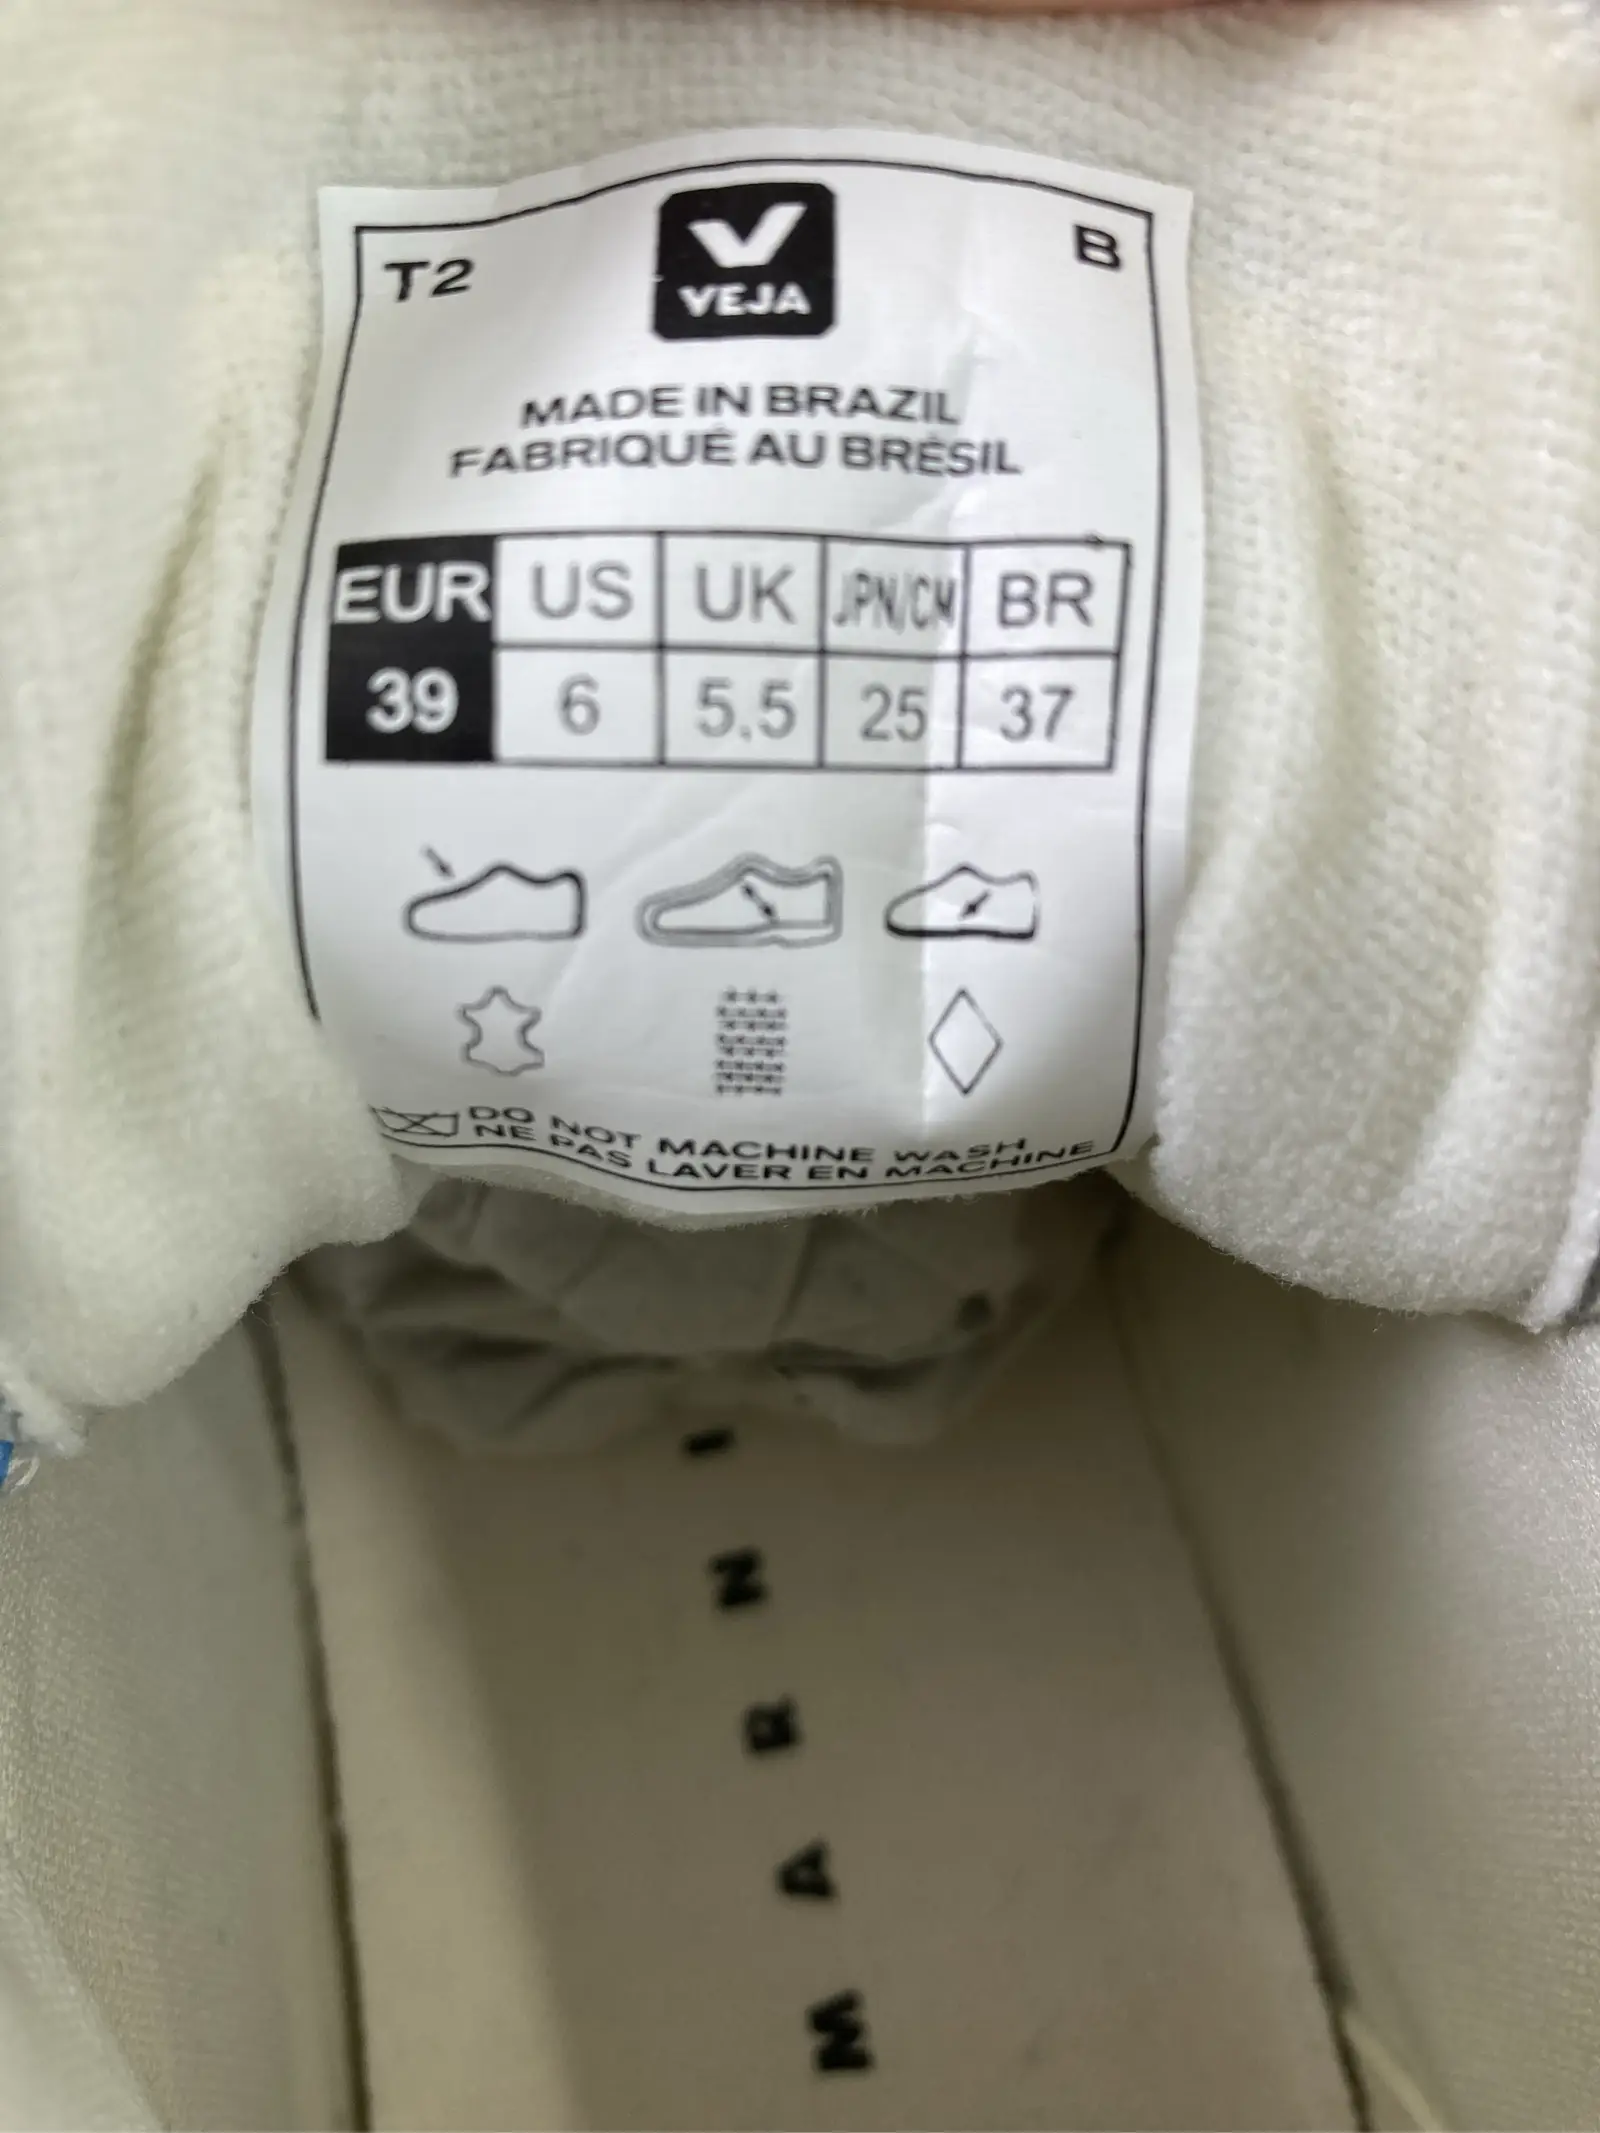 T2
VEJA
B
MADE IN BRAZIL
FABRIQUÉ AU BRÉSIL
EUR US UK JPN/CM BR
39 6 5.5 25 37
DO NOT MACHINE WASH
NE PAS LAVER EN MACHINE
MARNI